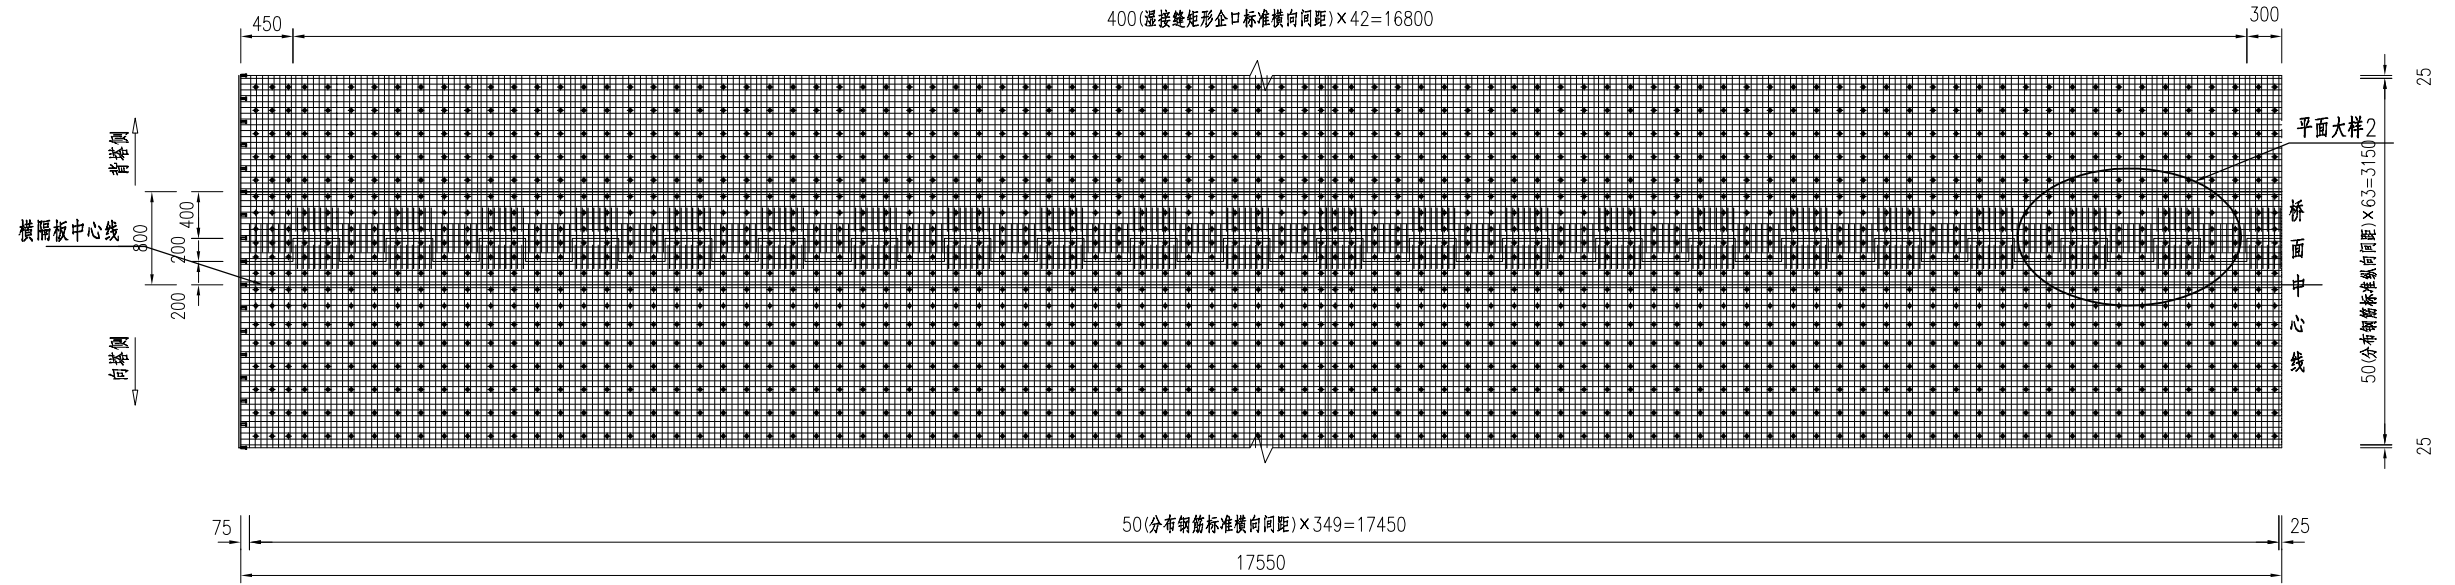 450
400(湿接缝矩形企口标准横向间距)×42=16800
300
25
平面大样2
背塔侧
400
800
200
200
横隔板中心线
向塔侧
桥面中心线
50(分布钢筋标准纵向间距)×63=3150
25
75
50(分布钢筋标准横向间距)×349=17450
25
17550